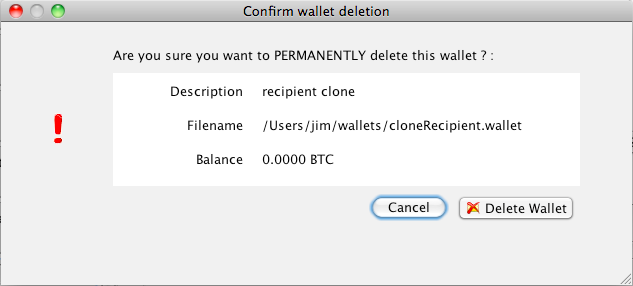 Confirm wallet deletion
Are you sure you want to PERMANENTLY delete this wallet ? :
Description recipient clone
Filename /Users/jim/wallets/cloneRecipient.wallet
Balance 0.0000 BTC
!
Cancel Delete Wallet